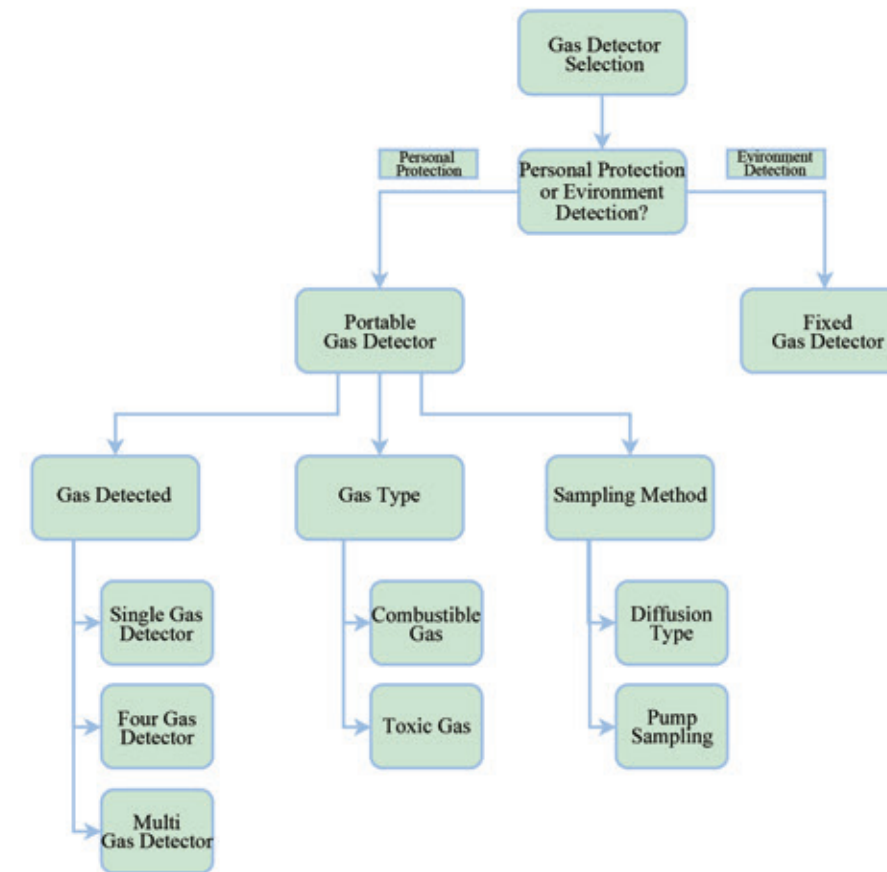 Gas Detector
Selection
Personal
Protection
Personal Protection
or Evironment
Detection?
Evironment
Detection
Portable
Gas Detector
Fixed
Gas Detector
Gas Detected
Gas Type
Sampling Method
Single Gas
Detector
Combustible
Gas
Diffusion
Type
Four Gas
Detector
Toxic Gas
Pump
Sampling
Multi
Gas Detector